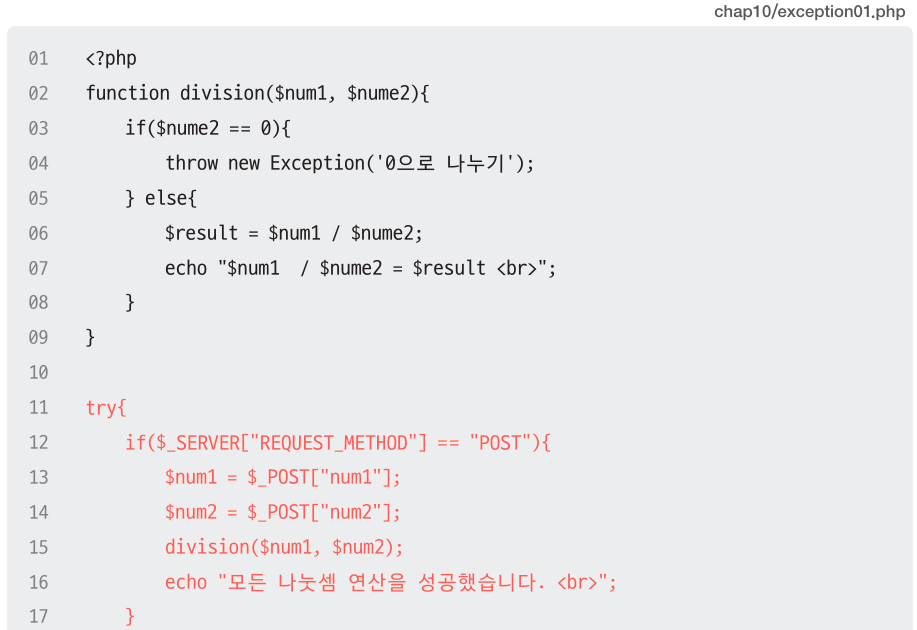 chap10/exception01.php
01 <?php
02 function division($num1, $nume2){
03     if($nume2 == 0){
04         throw new Exception('0으로 나누기');
05     } else{
06         $result = $num1 / $nume2;
07         echo "$num1  / $nume2 = $result <br>";
08     }
09 }
10
11 try{
12     if($_SERVER["REQUEST_METHOD"] == "POST"){
13         $num1 = $_POST["num1"];
14         $num2 = $_POST["num2"];
15         division($num1, $num2);
16         echo "모든 나눗셈 연산을 성공했습니다. <br>";
17     }